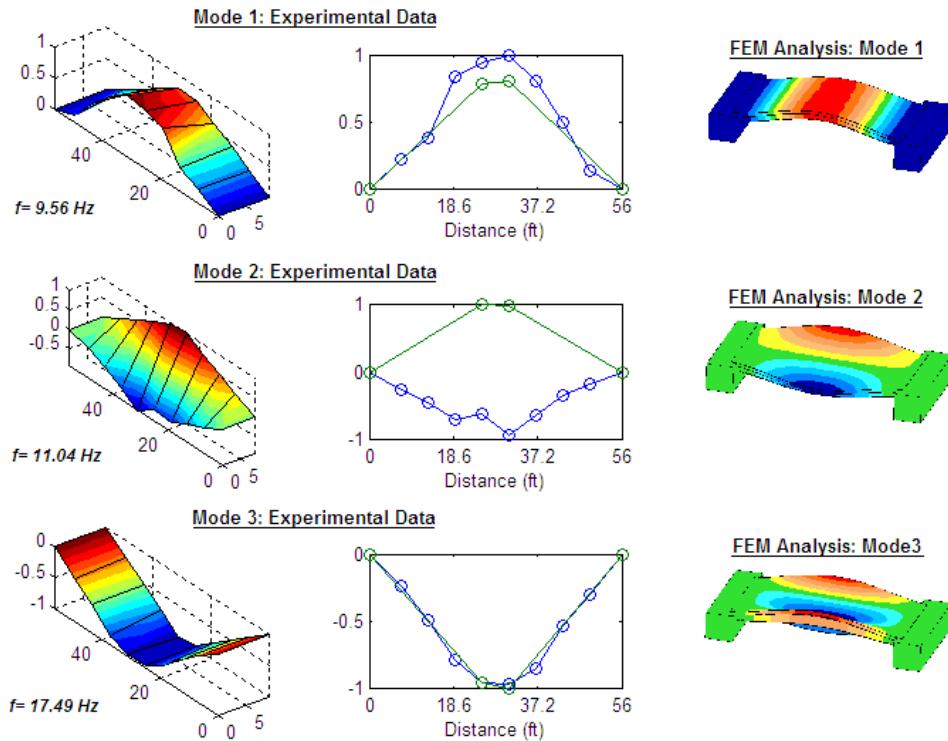 Mode 1: Experimental Data
FEM Analysis: Mode 1
1
0.5
0
40
20
0 0 5
f= 9.56 Hz
1
0.5
0
0 18.6 37.2 56
Distance (ft)
Mode 2: Experimental Data
FEM Analysis: Mode 2
1
0.5
0
-0.5
40
20
0 0 5
f= 11.04 Hz
1
0
-1
0 18.6 37.2 56
Distance (ft)
Mode 3: Experimental Data
FEM Analysis: Mode3
0
-0.5
-1
40
20
0 0 5
f= 17.49 Hz
0
-0.5
-1
0 18.6 37.2 56
Distance (ft)